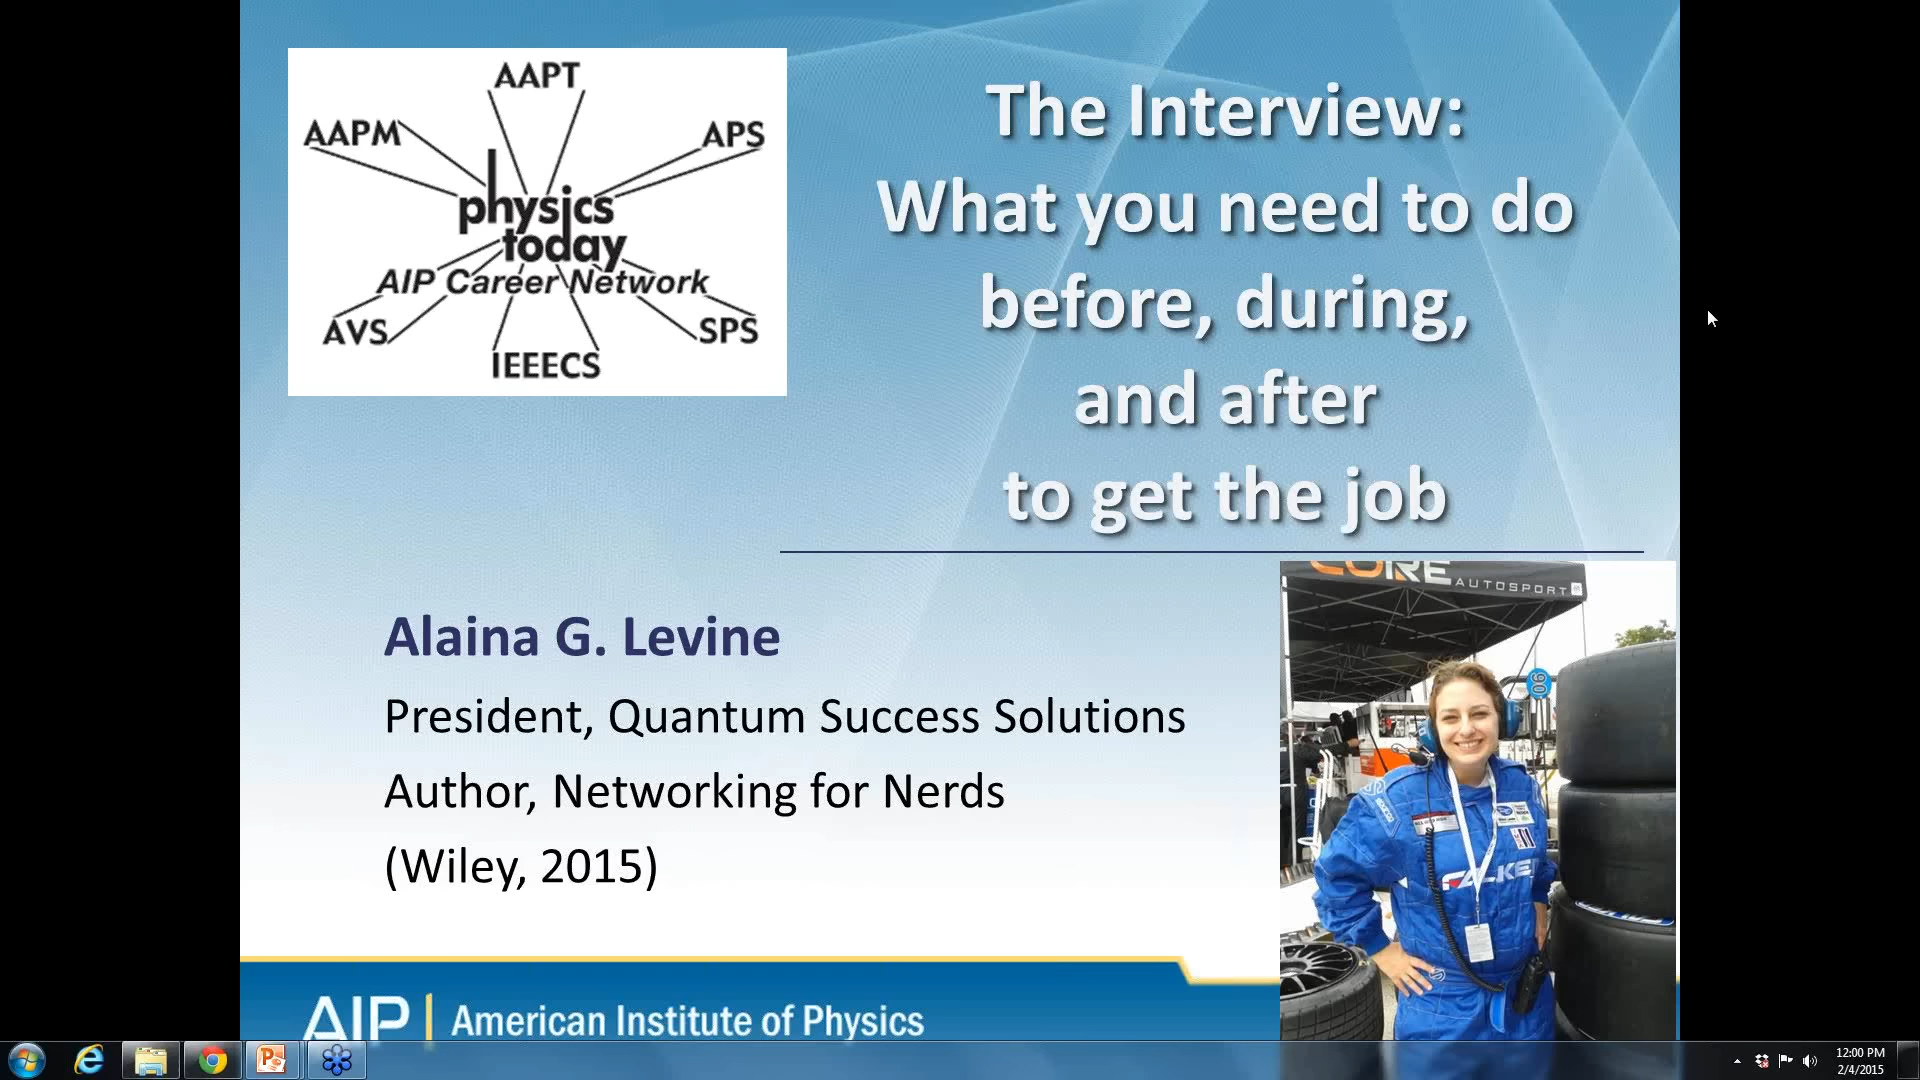 AAPT
AAPM
APS
physics
today
AIP Career Network
AVS
SPS
IEEECS
The Interview:
What you need to do
before, during,
and after
to get the job
Alaina G. Levine
President, Quantum Success Solutions
Author, Networking for Nerds
(Wiley, 2015)
CORE AUTOSPORT
FALKE
AIP | American Institute of Physics
12:00 PM
2/4/2015